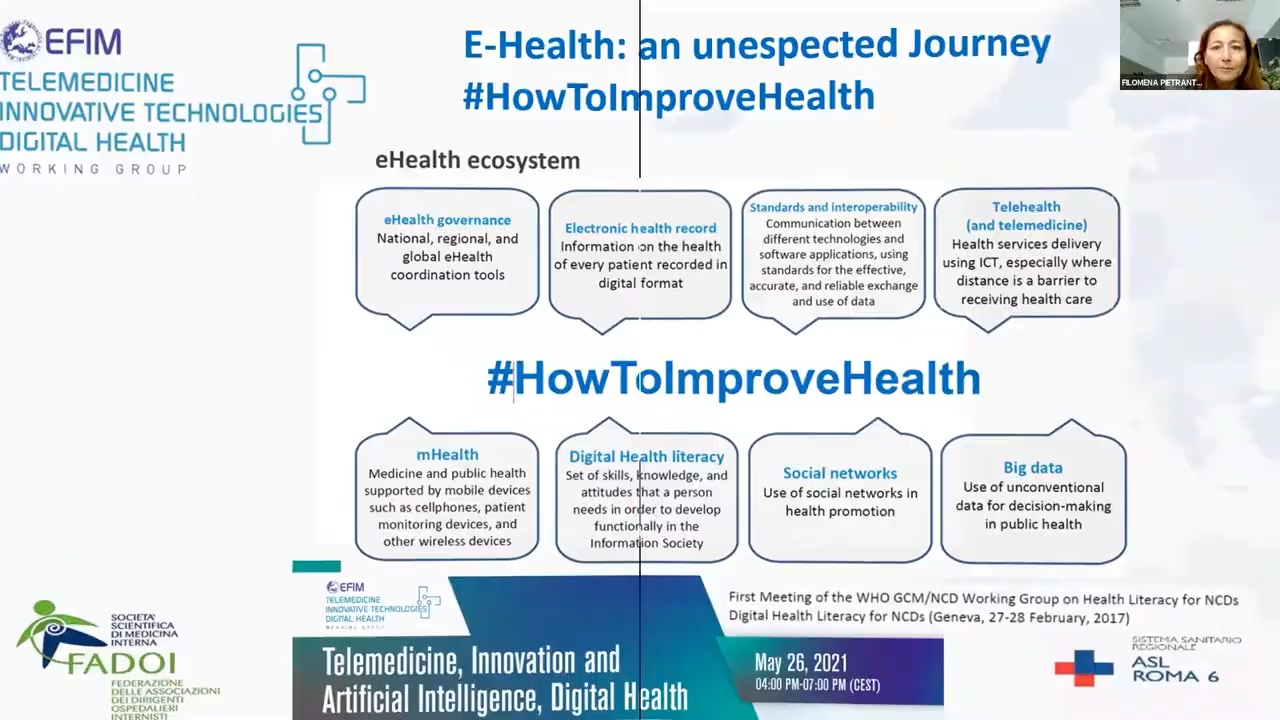 EFIM
TELEMEDICINE
INNOVATIVE TECHNOLOGIES
DIGITAL HEALTH
WORKING GROUP
E-Health: an unespected Journey
#HowToImproveHealth
FILOMENA PIETRANT...
eHealth ecosystem
eHealth governance
National, regional, and
global eHealth
coordination tools
Electronic health record
Information on the health
of every patient recorded in
digital format
Standards and interoperability
Communication between
different technologies and
software applications, using
standards for the effective,
accurate, and reliable exchange
and use of data
Telehealth
(and telemedicine)
Health services delivery
using ICT, especially where
distance is a barrier to
receiving health care
#HowToImproveHealth
mHealth
Medicine and public health
supported by mobile devices
such as cellphones, patient
monitoring devices, and
other wireless devices
Digital Health literacy
Set of skills, knowledge, and
attitudes that a person
needs in order to develop
functionally in the
Information Society
Social networks
Use of social networks in
health promotion
Big data
Use of unconventional
data for decision-making
in public health
EFIM
TELEMEDICINE
INNOVATIVE TECHNOLOGIES
DIGITAL HEALTH
WORKING GROUP
First Meeting of the WHO GCM/NCD Working Group on Health Literacy for NCDs
Digital Health Literacy for NCDs (Geneva, 27-28 February, 2017)
SOCIETA'
SCIENTIFICA
DI MEDICINA
INTERNA
FADOI
FEDERAZIONE
DELLE ASSOCIAZIONI
DEI DIRIGENTI
OSPEDALIERI
INTERNISTI
Telemedicine, Innovation and
Artificial Intelligence, Digital Health
May 26, 2021
04:00 PM-07:00 PM (CEST)
SISTEMA SANITARIO
REGIONALE
ASL
ROMA 6